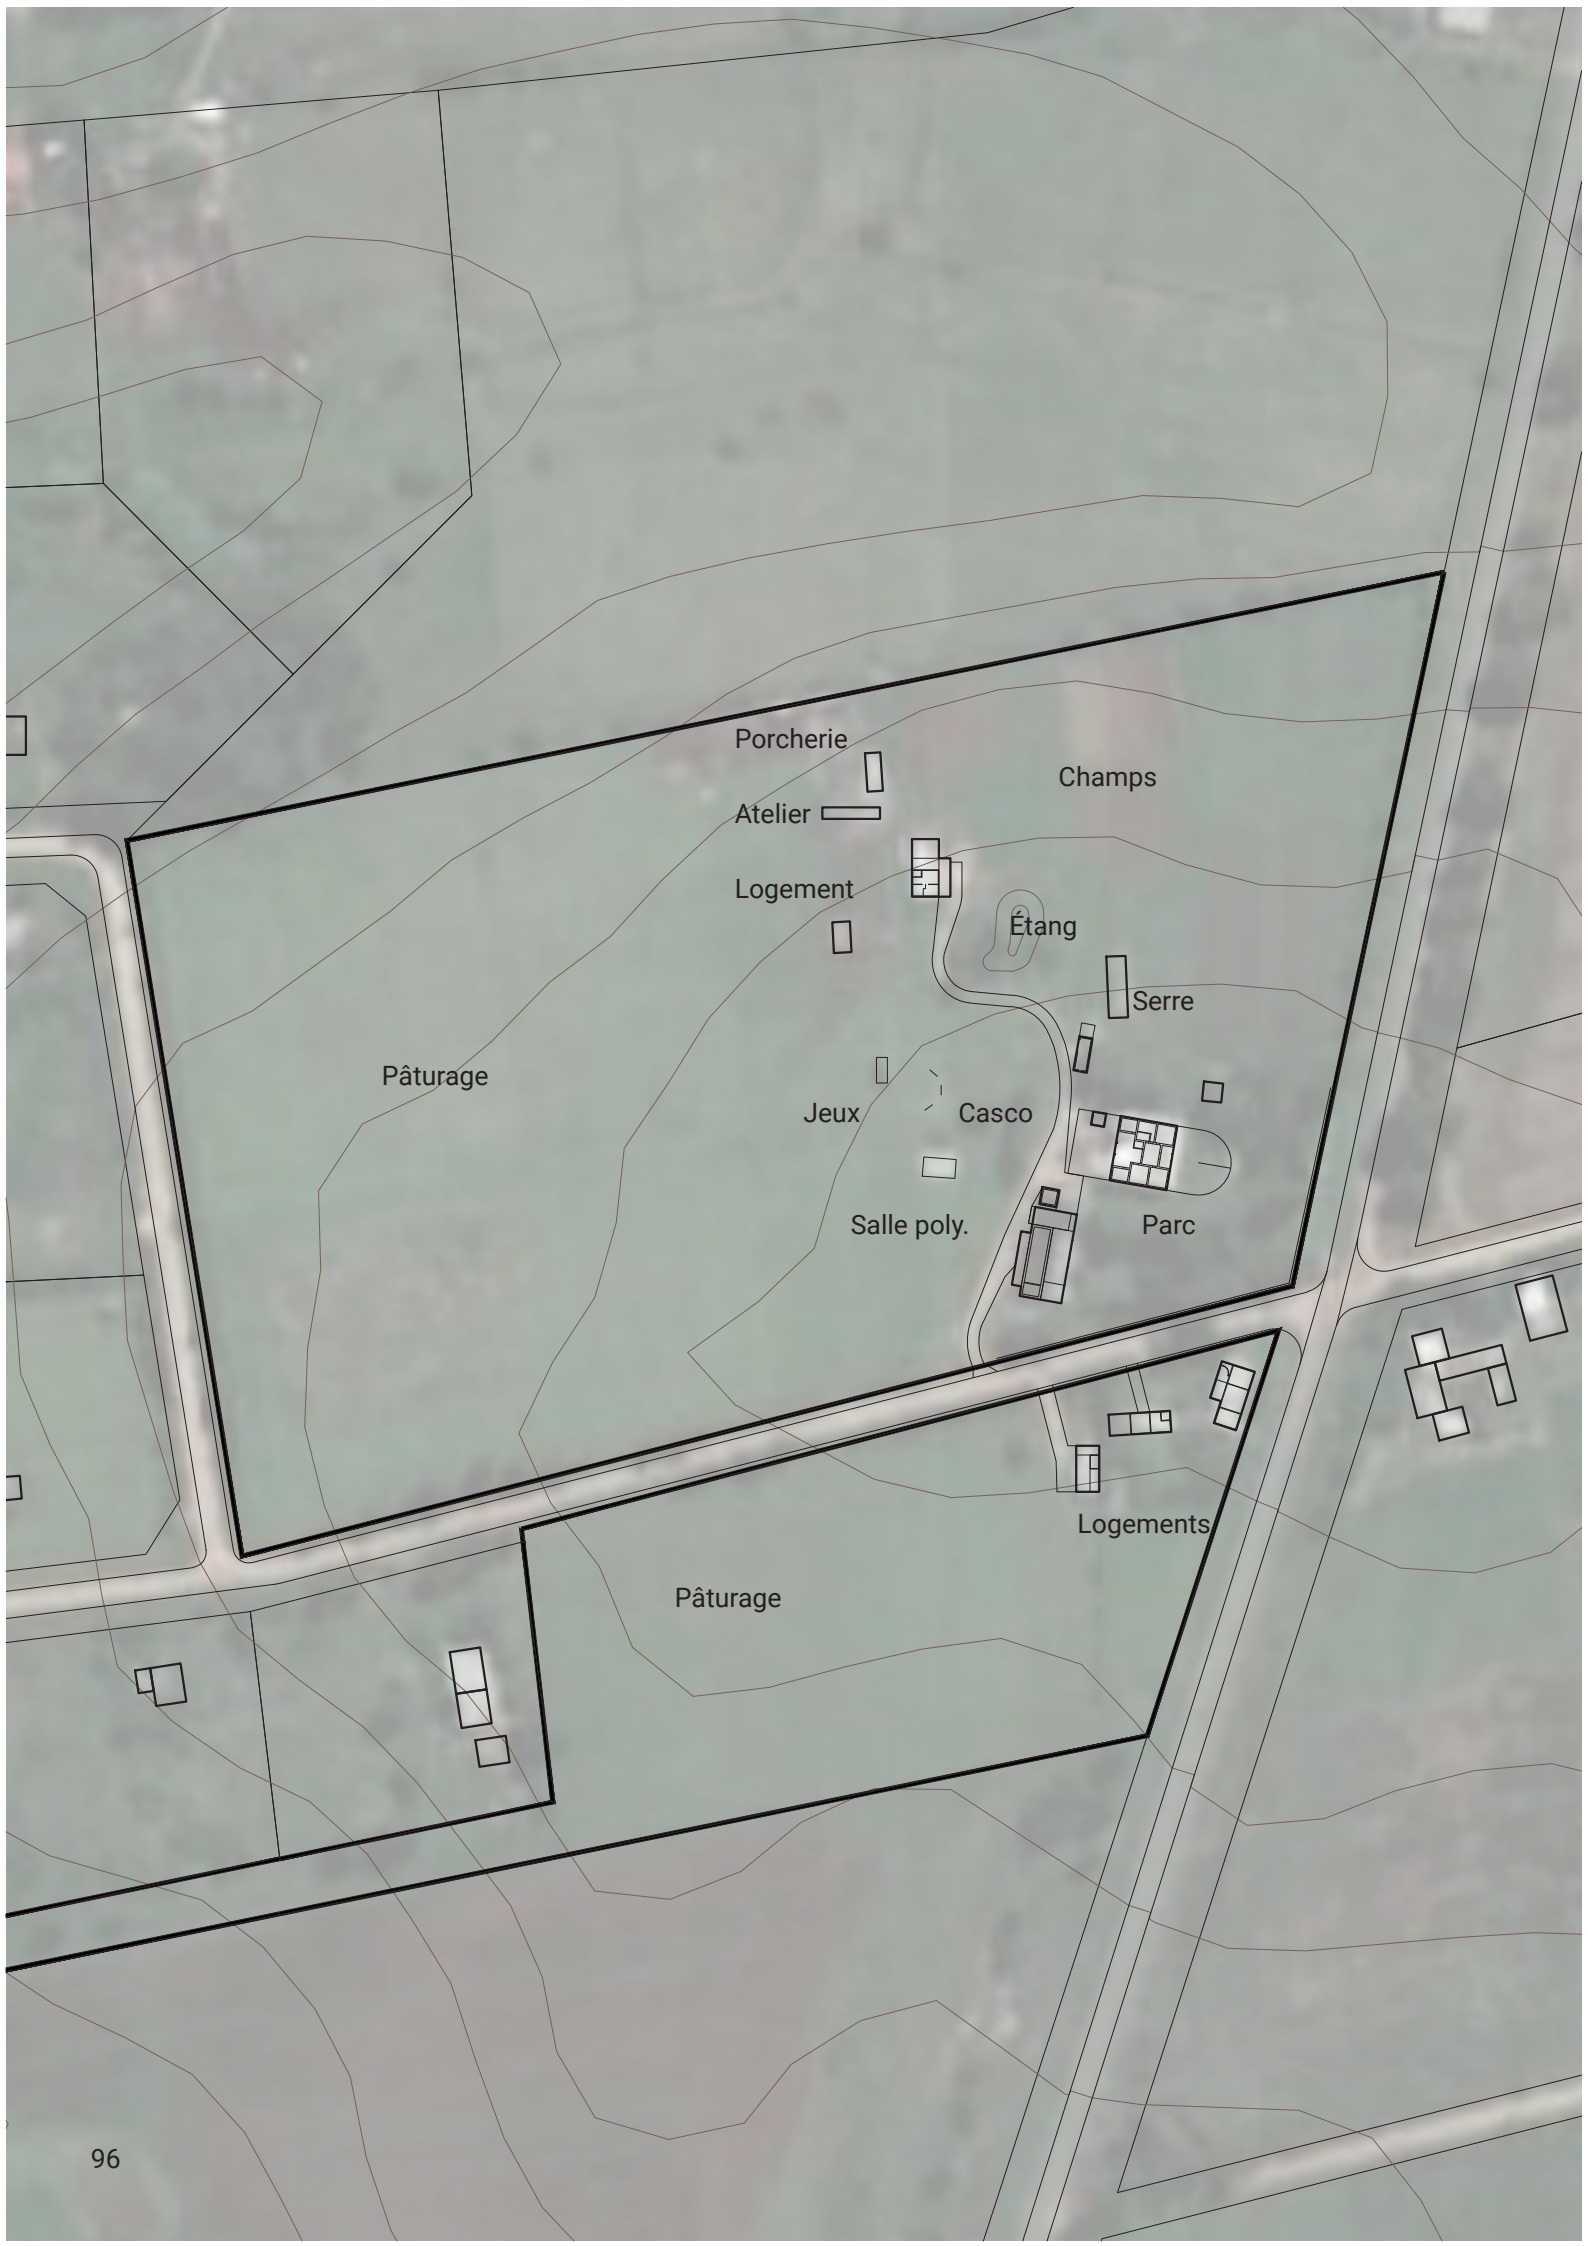 Porcherie
Champs
Atelier
Logement
Étang
Serre
Pâturage
Jeux
Casco
Salle poly.
Parc
Logements
Pâturage
96